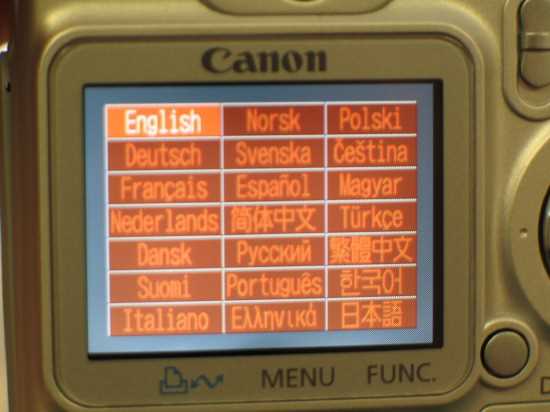 Canon
English Norsk Polski
Deutsch Svenska Čeština
Français Español Magyar
Nederlands 简体中文 Türkçe
Dansk Русский 繁體中文
Suomi Português 한국어
Italiano Ελληνικά 日本語
MENU FUNC.
D